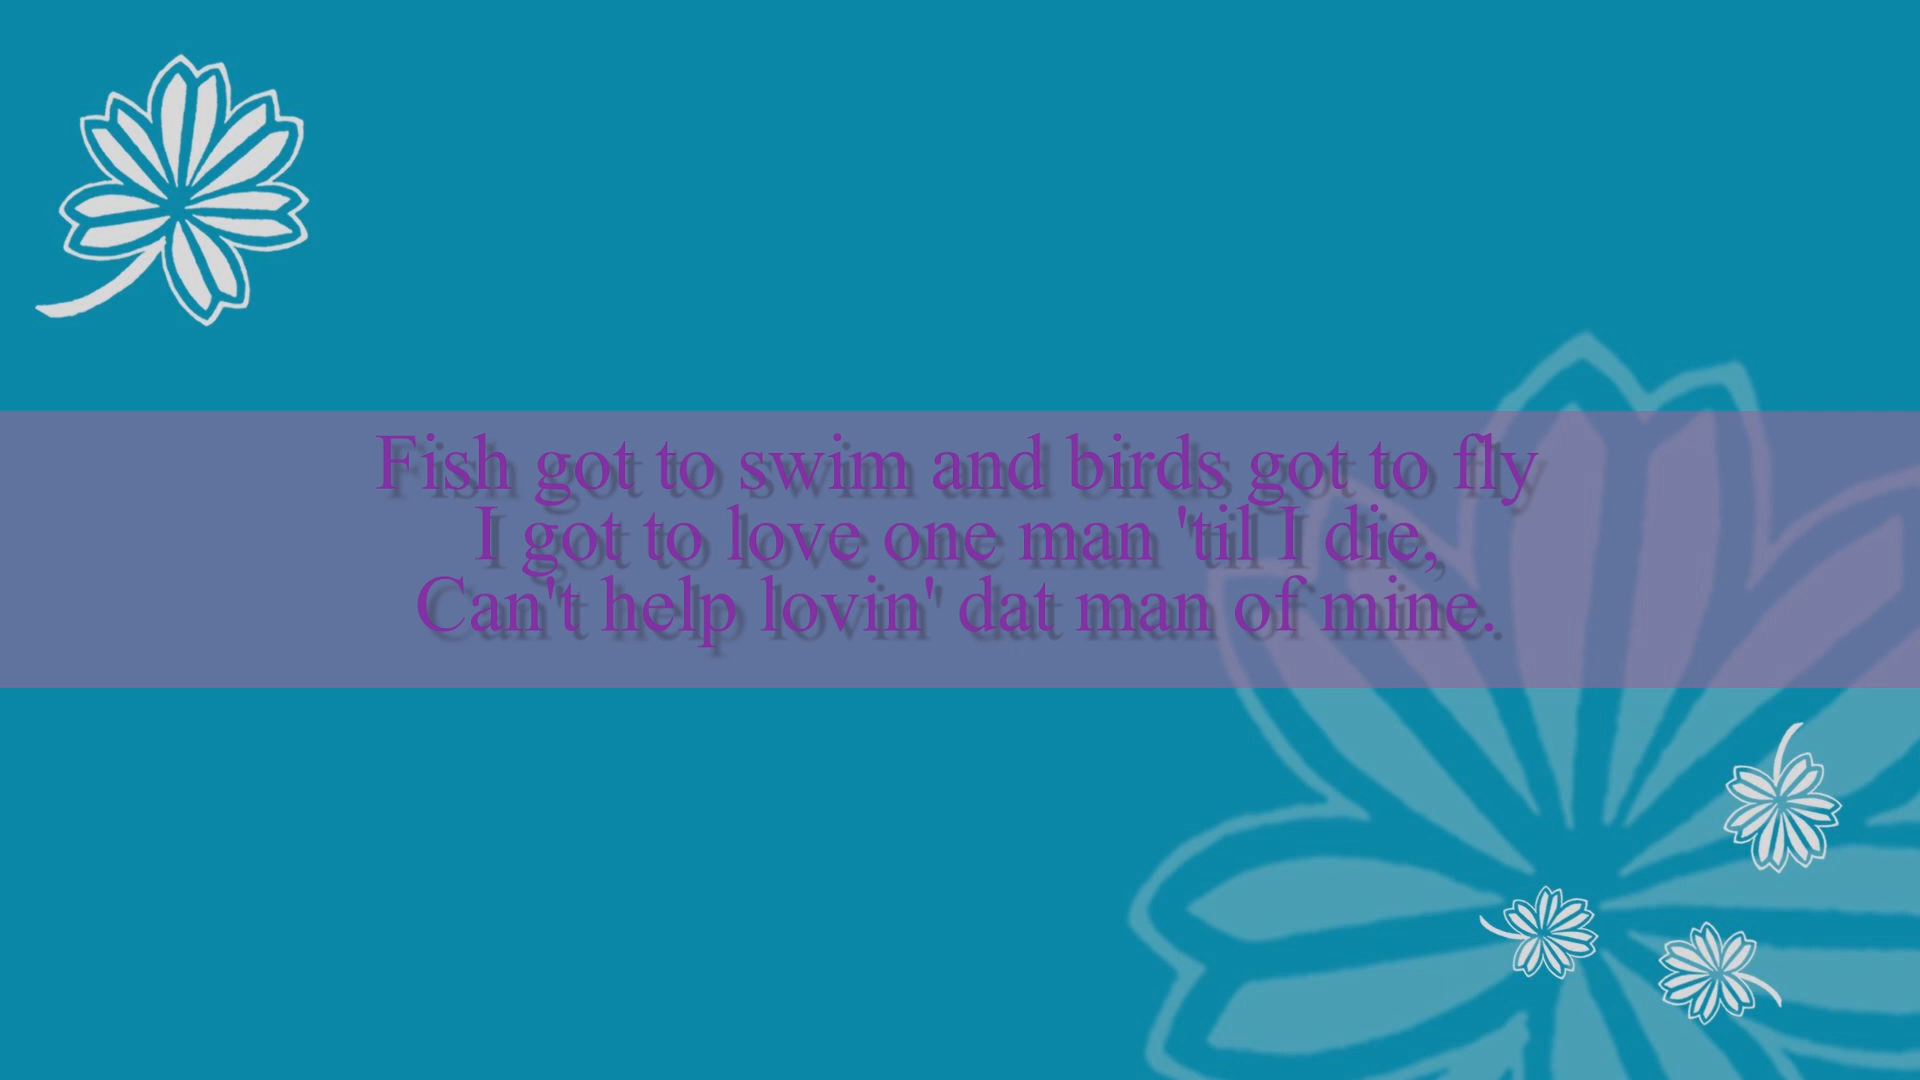 Fish got to swim and birds got to fly
I got to love one man 'til I die,
Can't help lovin' dat man of mine.